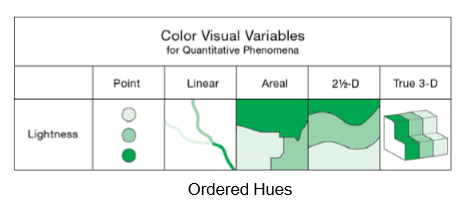 Color Visual Variables
for Quantitative Phenomena
Point Linear Areal 2½-D True 3-D
Lightness
Ordered Hues